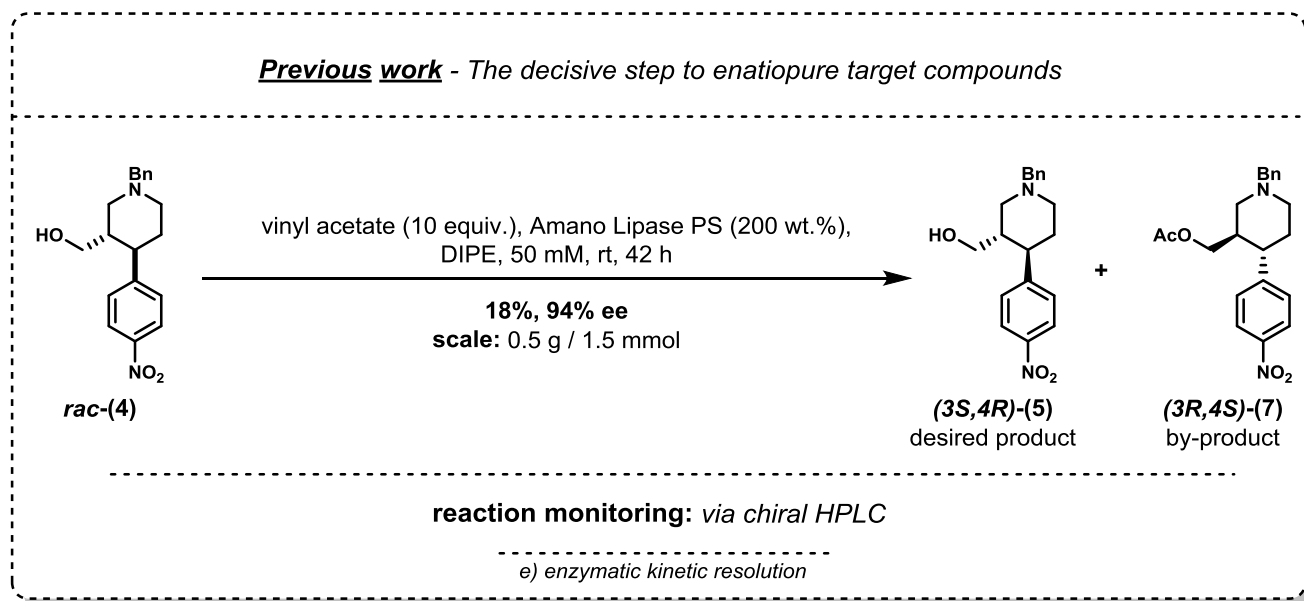 Previous work - The decisive step to enatiopure target compounds
Bn
N
HO
NO2
rac-(4)
vinyl acetate (10 equiv.), Amano Lipase PS (200 wt.%),
DIPE, 50 mM, rt, 42 h
18%, 94% ee
scale: 0.5 g / 1.5 mmol
Bn
N
HO
NO2
(3S,4R)-(5)
desired product
+
Bn
N
AcO
NO2
(3R,4S)-(7)
by-product
reaction monitoring: via chiral HPLC
e) enzymatic kinetic resolution